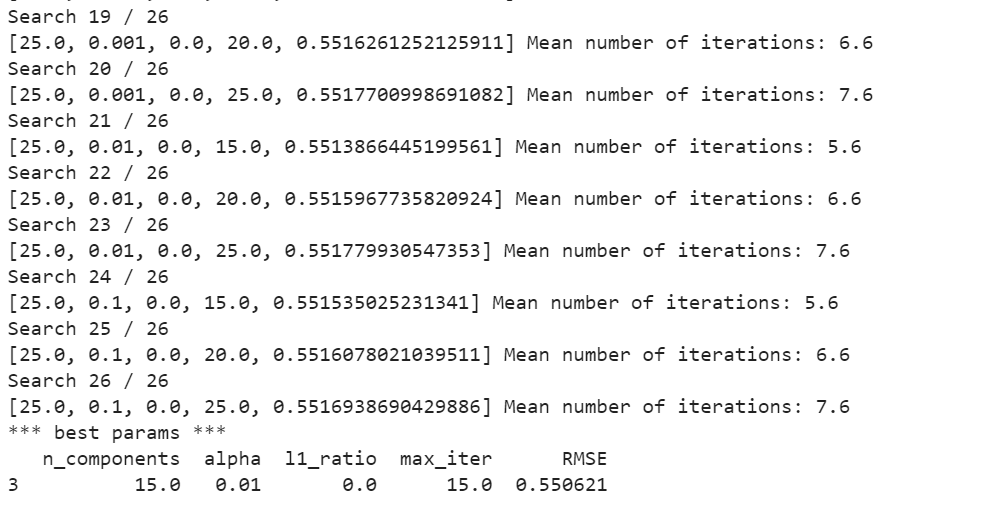 Search 19 / 26
[25.0, 0.001, 0.0, 20.0, 0.5516261252125911] Mean number of iterations: 6.6
Search 20 / 26
[25.0, 0.001, 0.0, 25.0, 0.5517700998691082] Mean number of iterations: 7.6
Search 21 / 26
[25.0, 0.01, 0.0, 15.0, 0.5513866445199561] Mean number of iterations: 5.6
Search 22 / 26
[25.0, 0.01, 0.0, 20.0, 0.55159677358209​24] Mean number of iterations: 6.6
Search 23 / 26
[25.0, 0.01, 0.0, 25.0, 0.551779930547353] Mean number of iterations: 7.6
Search 24 / 26
[25.0, 0.1, 0.0, 15.0, 0.551535025231341] Mean number of iterations: 5.6
Search 25 / 26
[25.0, 0.1, 0.0, 20.0, 0.5516078021039511] Mean number of iterations: 6.6
Search 26 / 26
[25.0, 0.1, 0.0, 25.0, 0.5516938690429886] Mean number of iterations: 7.6
*** best params ***
n_components alpha l1_ratio max_iter RMSE
3 15.0 0.01 0.0 15.0 0.550621